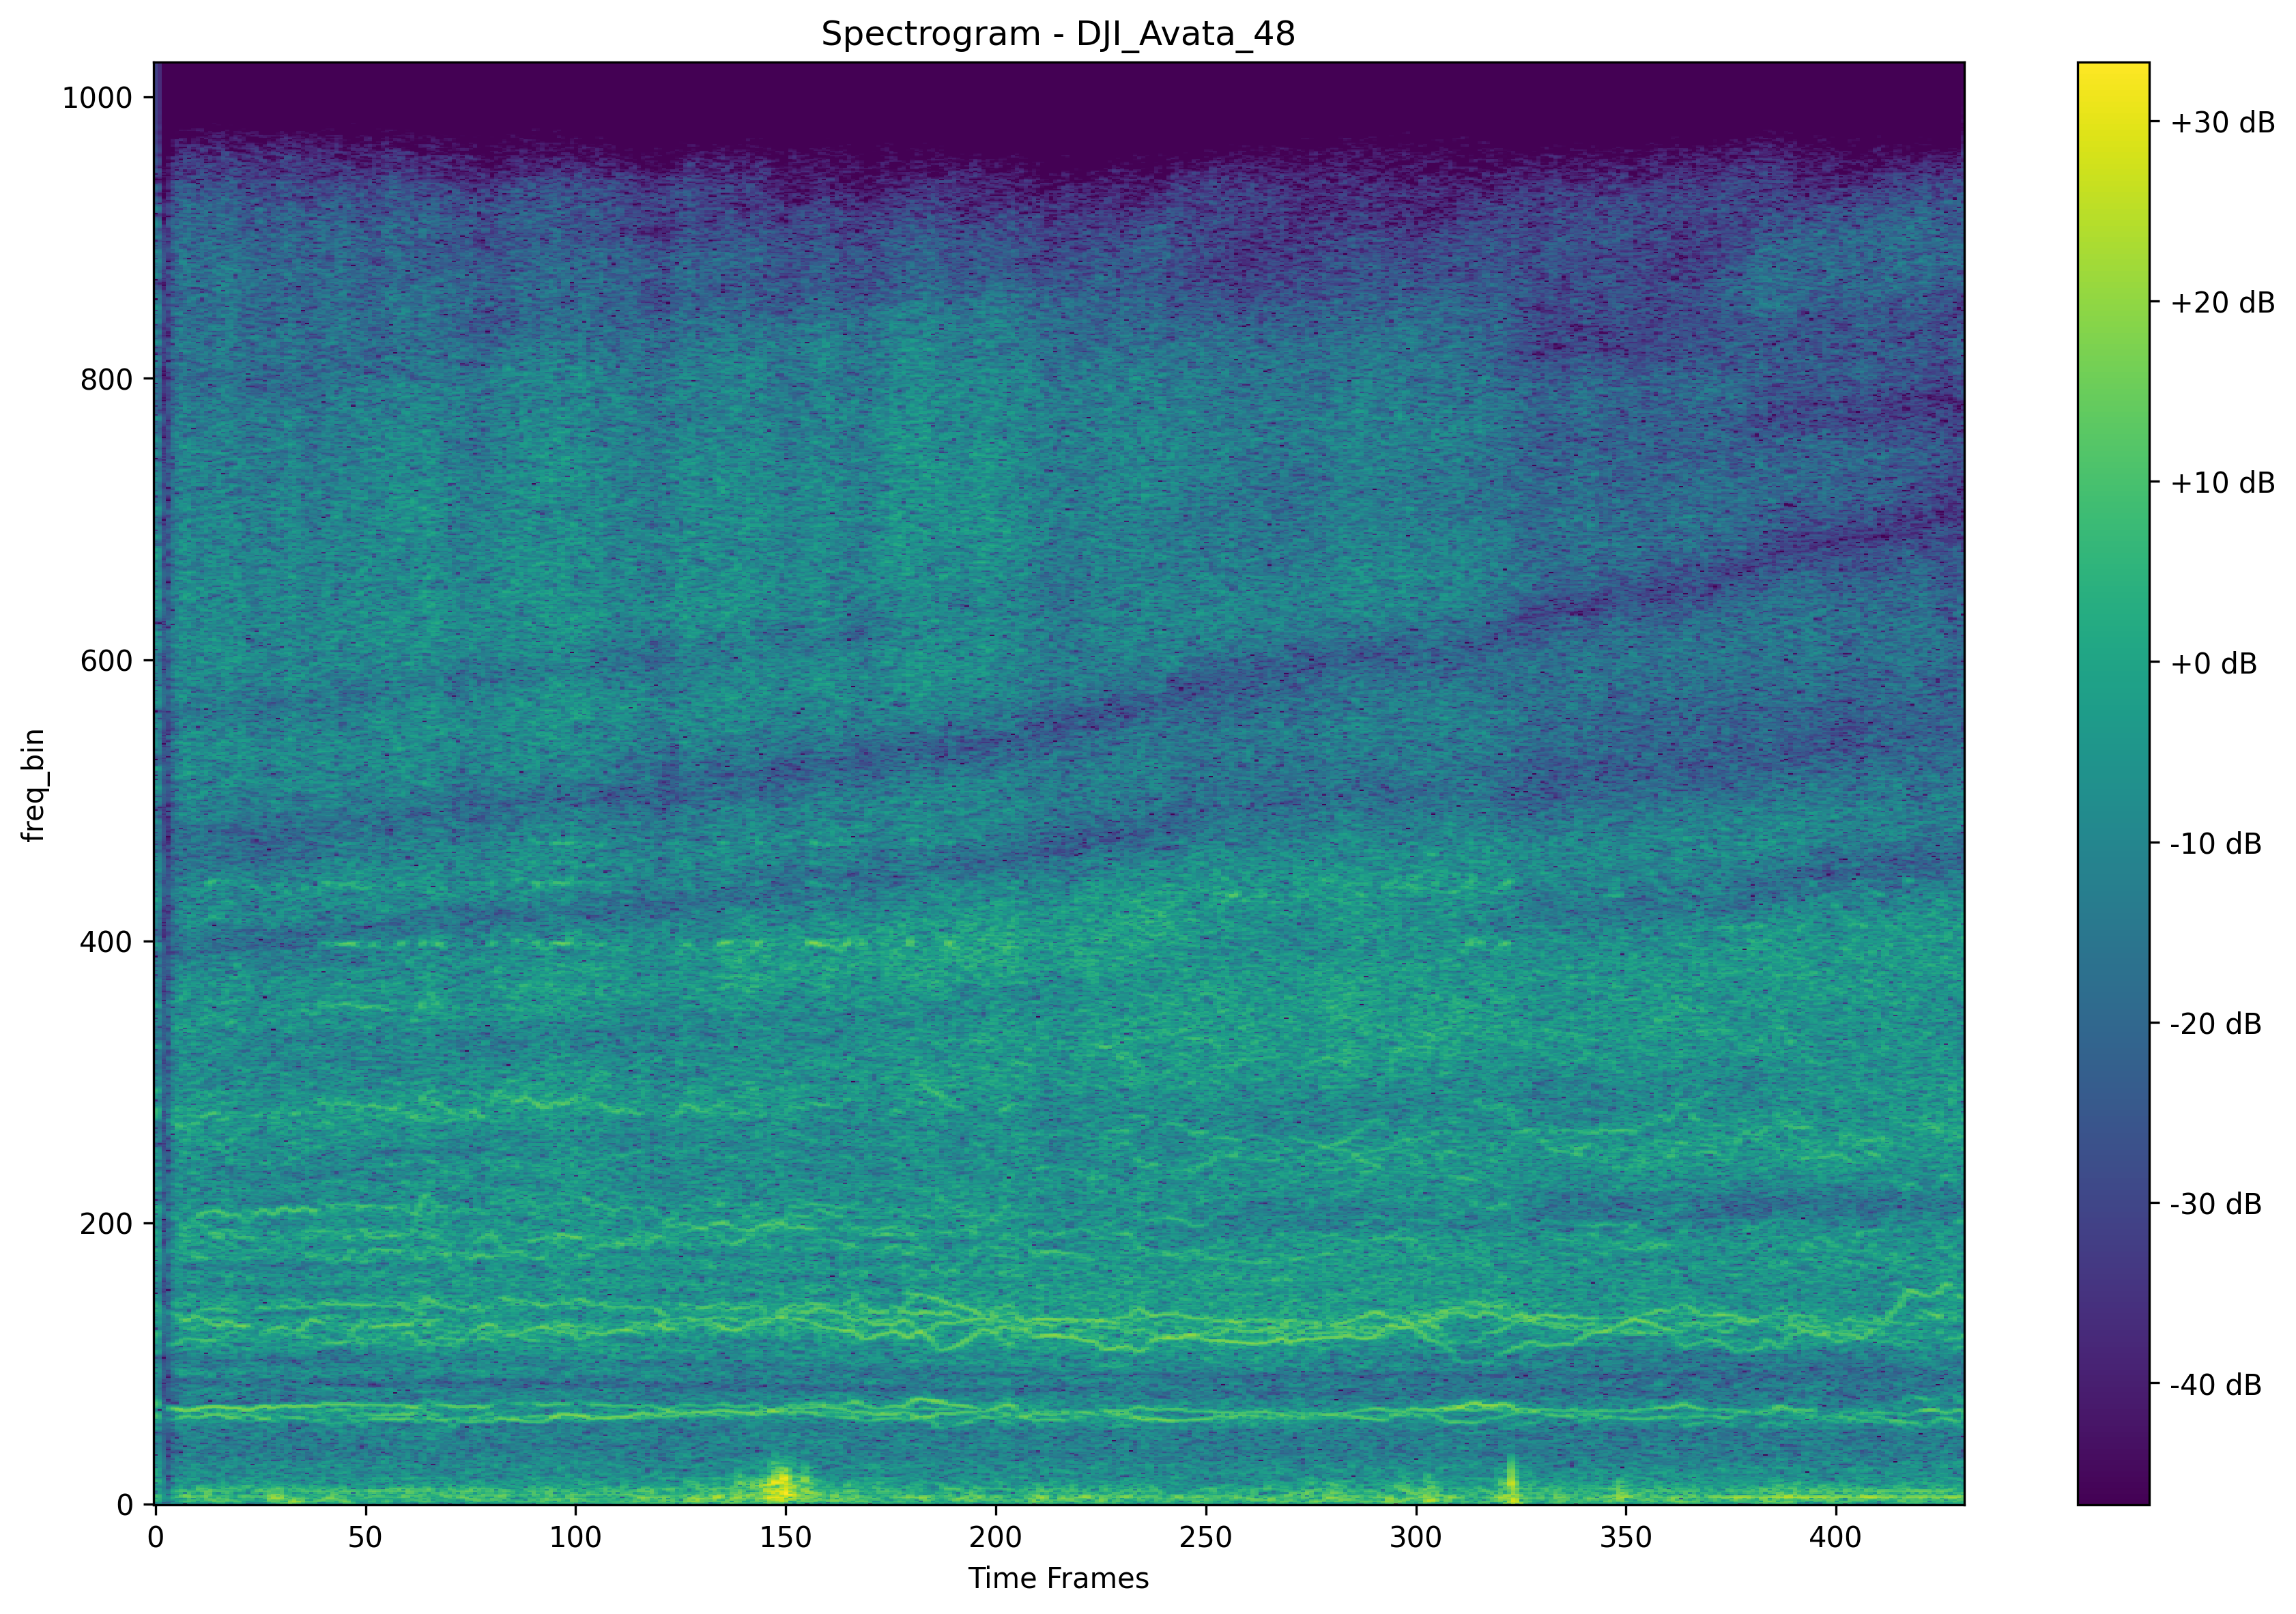 Spectrogram - DJI_Avata_48
1000
800
600
400
200
0
freq_bin
0 50 100 150 200 250 300 350 400
Time Frames
+30 dB
+20 dB
+10 dB
+0 dB
-10 dB
-20 dB
-30 dB
-40 dB